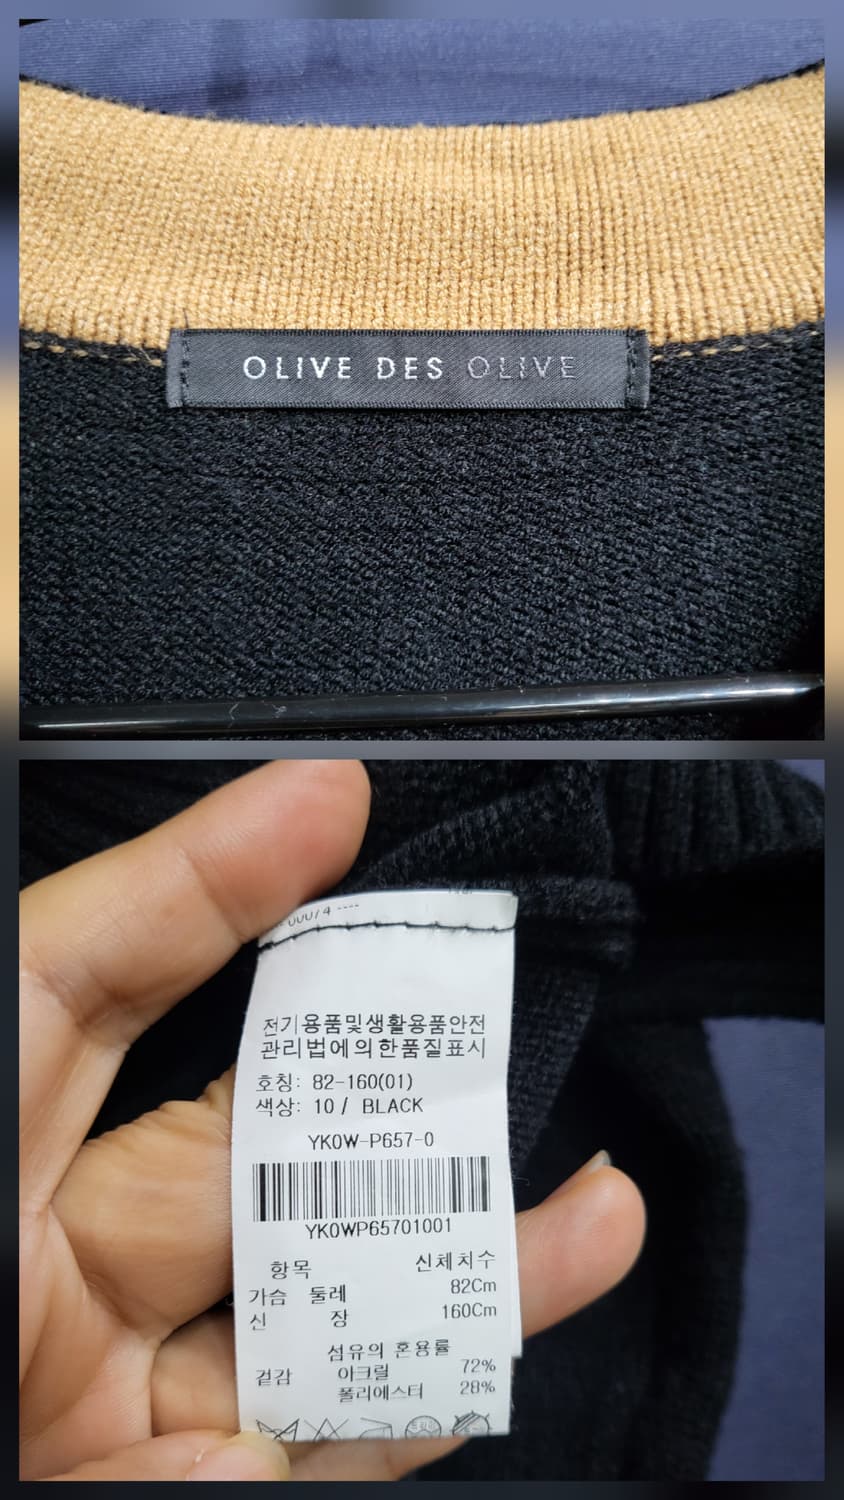 OLIVE DES OLIVE
전기용품및생활용품안전
관리법에의한품질표시
호칭: 82-160(01)
색상: 10 / BLACK
YK0W-P657-0
YK0WP65701001
항목 신체치수
가슴 둘레 82Cm
신 장 160Cm
섬유의 혼용률
겉감 아크릴 72%
폴리에스터 28%